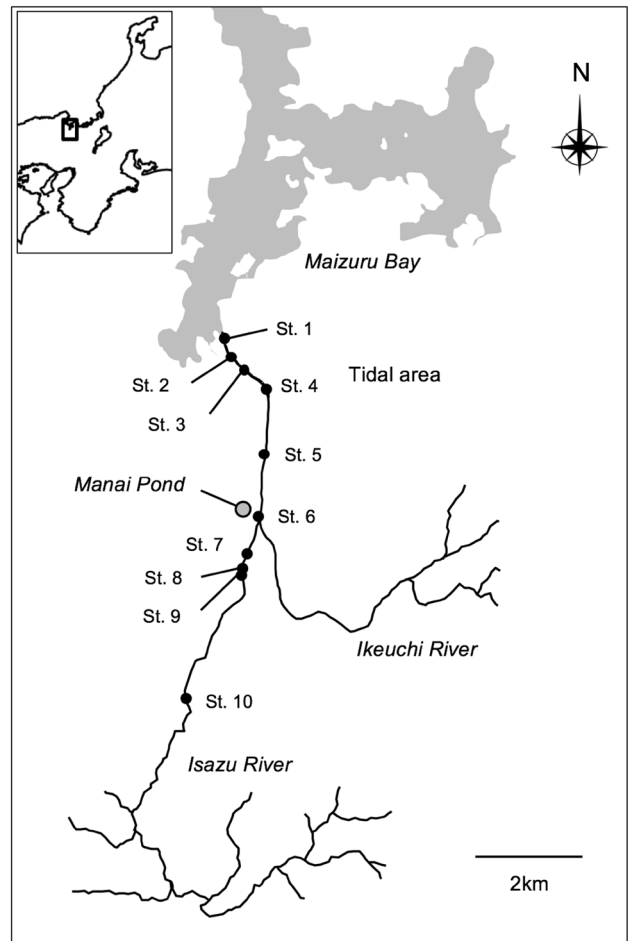 N
Maizuru Bay
St. 1
St. 2
St. 3
St. 4
Tidal area
St. 5
Manai Pond
St. 6
St. 7
St. 8
St. 9
Ikeuchi River
St. 10
Isazu River
2km